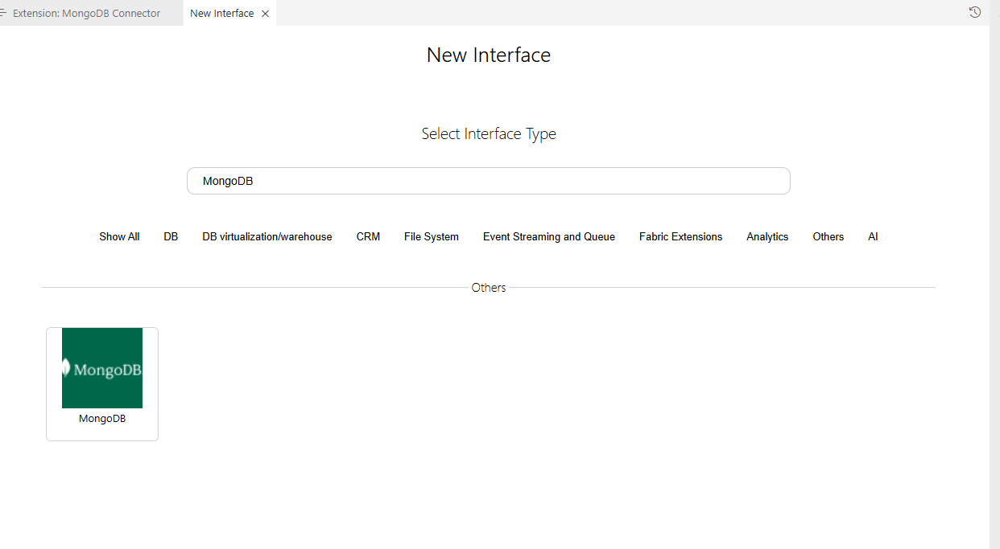 Extension: MongoDB Connector New Interface
New Interface
Select Interface Type
MongoDB
Show All DB DB virtualization/warehouse CRM File System Event Streaming and Queue Fabric Extensions Analytics Others AI
Others
MongoDB
MongoDB